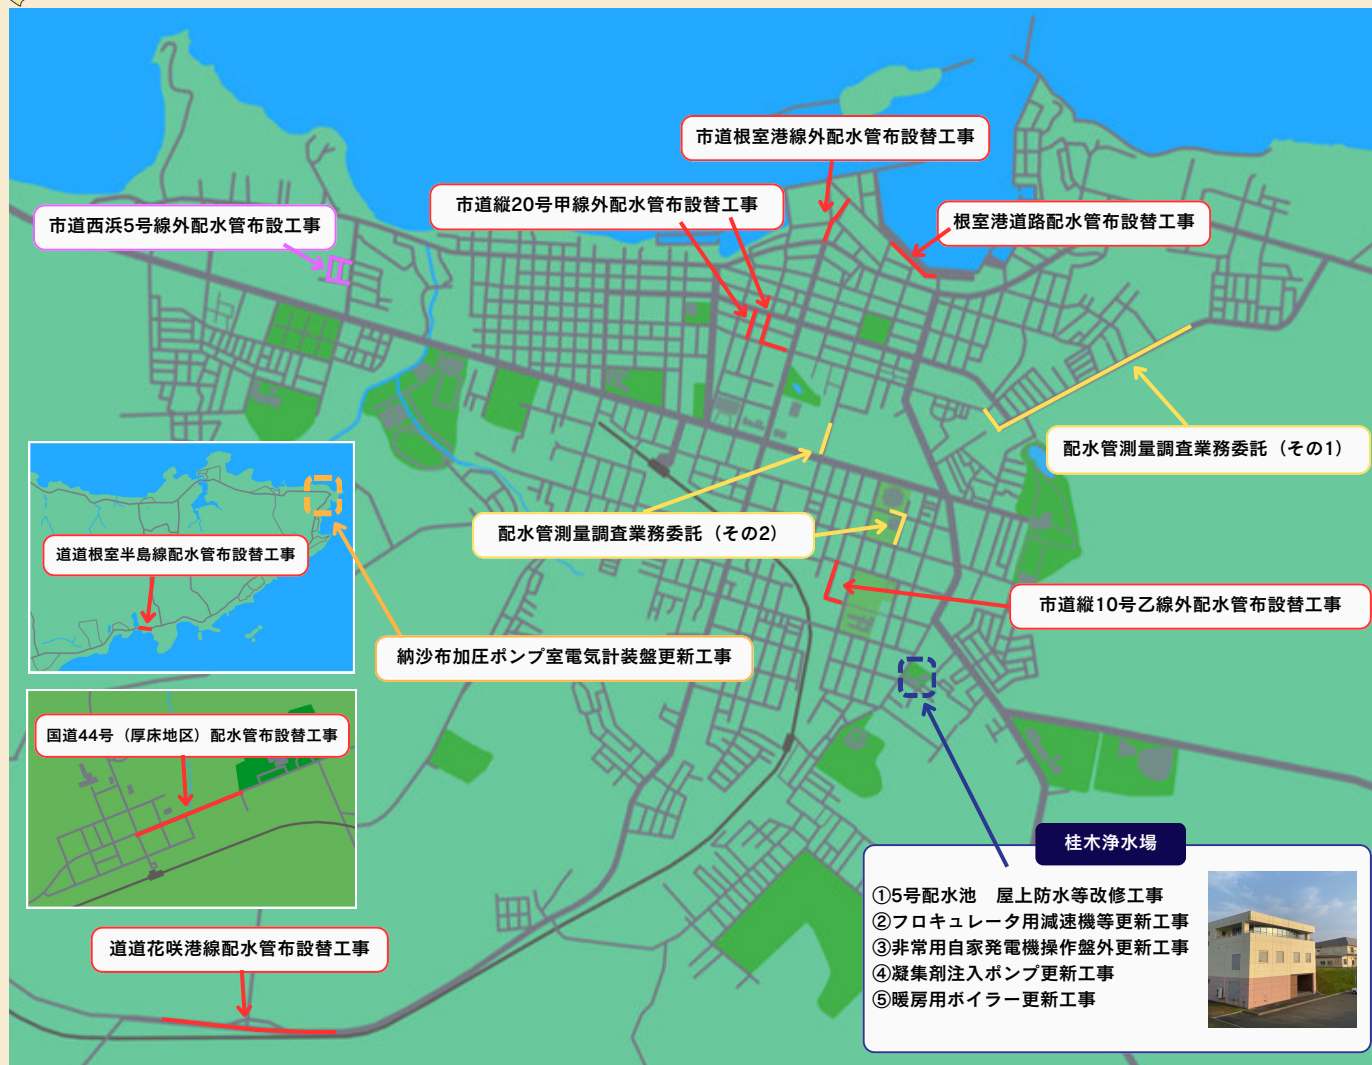 市道根室港線外配水管布設替工事
市道縦20号甲線外配水管布設替工事
市道西浜5号線外配水管布設工事
根室港道路配水管布設替工事
配水管測量調査業務委託（その1）
配水管測量調査業務委託（その2）
道道根室半島線配水管布設替工事
市道縦10号乙線外配水管布設替工事
納沙布加圧ポンプ室電気計装盤更新工事
国道44号（厚床地区）配水管布設替工事
道道花咲港線配水管布設替工事
桂木浄水場
①5号配水池　屋上防水等改修工事
②フロキュレータ用減速機等更新工事
③非常用自家発電機操作盤外更新工事
④凝集剤注入ポンプ更新工事
⑤暖房用ボイラー更新工事